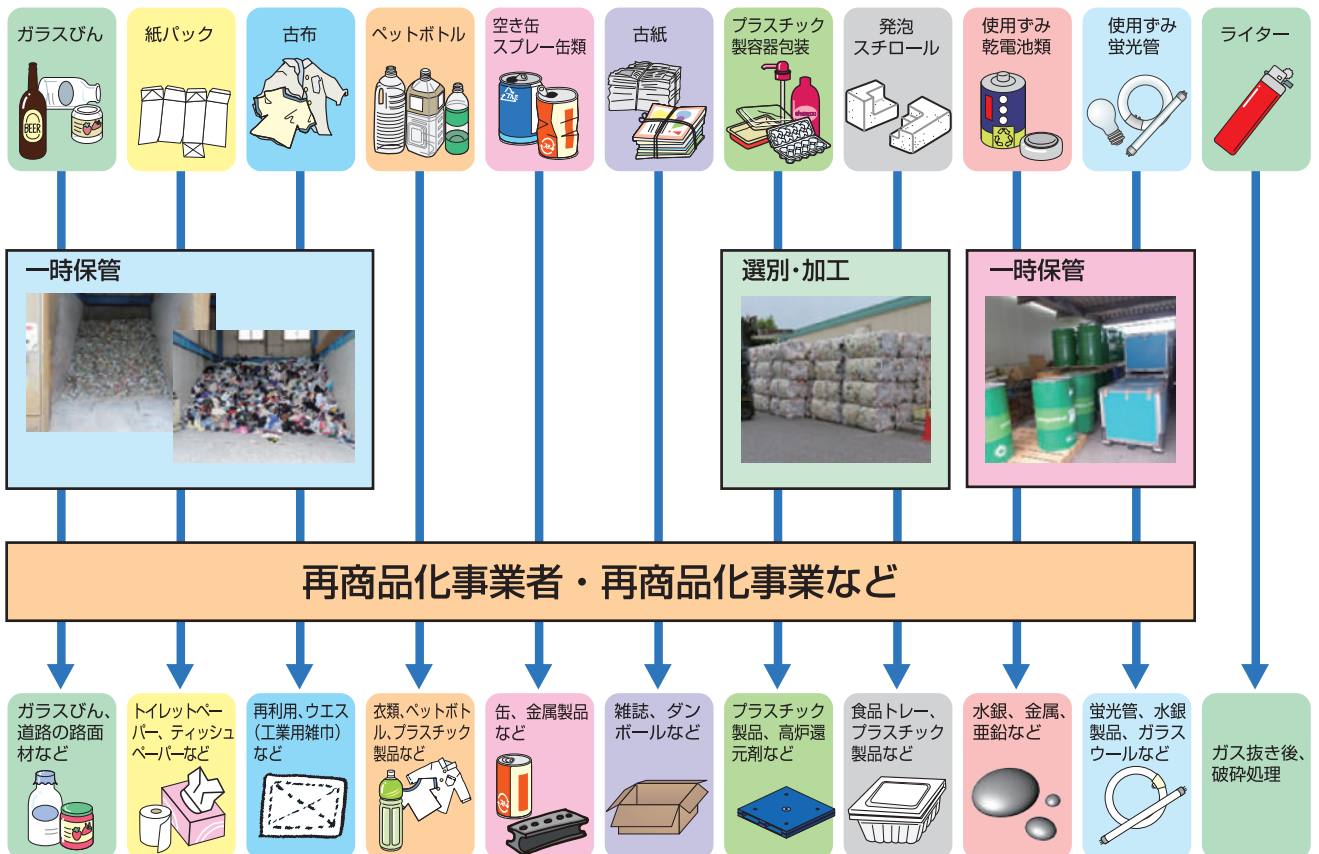 ガラスびん
紙パック
古布
ペットボトル
空き缶
スプレー缶類
古紙
プラスチック
製容器包装
発泡
スチロール
使用ずみ
乾電池類
使用ずみ
蛍光管
ライター
BEER
一時保管
選別・加工
一時保管
再商品化事業者・再商品化事業など
ガラスびん、
道路の路面
材など
トイレットペー
パー、ティッシュ
ペーパーなど
再利用、ウエス
(工業用雑巾)
など
衣類、ペットボト
ル、プラスチック
製品など
缶、金属製品
など
雑誌、ダン
ボールなど
プラスチック
製品、高炉還
元剤など
食品トレー、
プラスチック
製品など
水銀、金属、
亜鉛など
蛍光管、水銀
製品、ガラス
ウールなど
ガス抜き後、
破砕処理